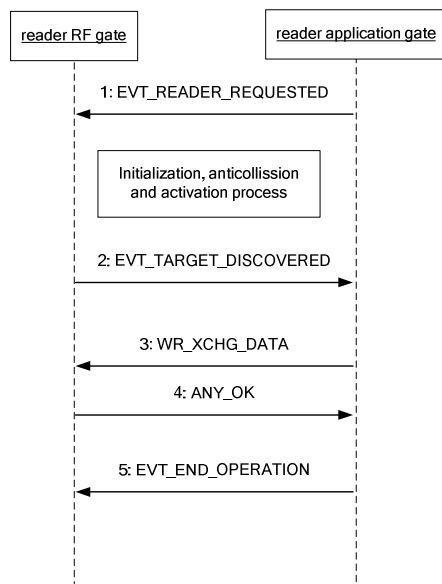 reader RF gate
reader application gate
1: EVT_READER_REQUESTED
Initialization, anticollission
and activation process
2: EVT_TARGET_DISCOVERED
3: WR_XCHG_DATA
4: ANY_OK
5: EVT_END_OPERATION